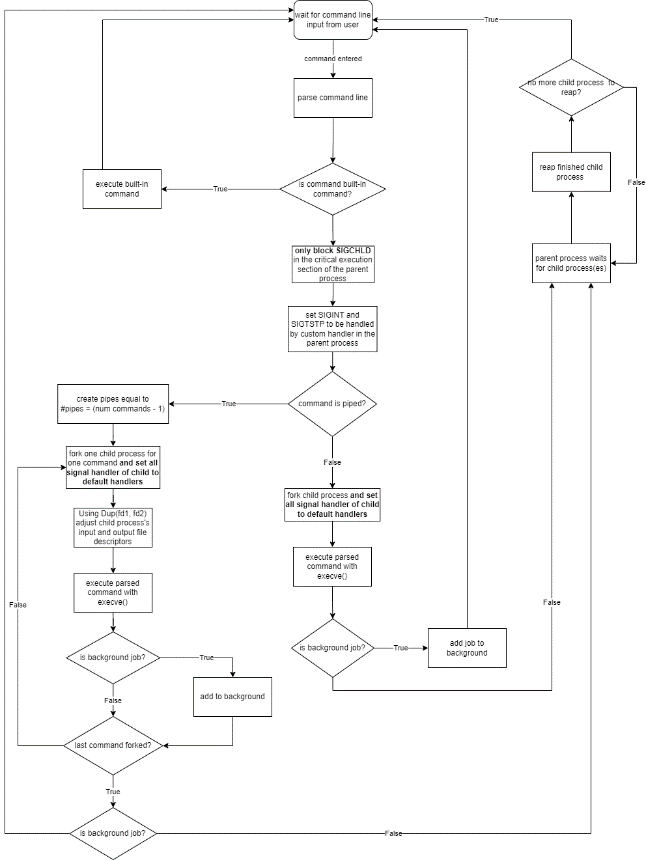 wait for command line
input from user
True
command entered
no more child process to
reap?
parse command line
reap finished child
process
execute built-in
command
True
is command built-in
command?
False
only block SIGCHLD
in the critical execution
section of the parent
process
parent process waits
for child process(es)
set SIGINT and
SIGTSTP to be handled
by custom handler in the
parent process
create pipes equal to
#pipes = (num commands - 1)
True
command is piped?
fork one child process for
one command and set all
signal handler of child to
default handlers
False
fork child process and set
all signal handler of child
to default handlers
Using Dup(fd1, fd2)
adjust child process's
input and output file
descriptors
execute parsed
command with
execve()
execute parsed
command with
execve()
False
False
is background job?
True
is background job?
True
add job to
background
False
add to background
last command forked?
True
is background job?
False